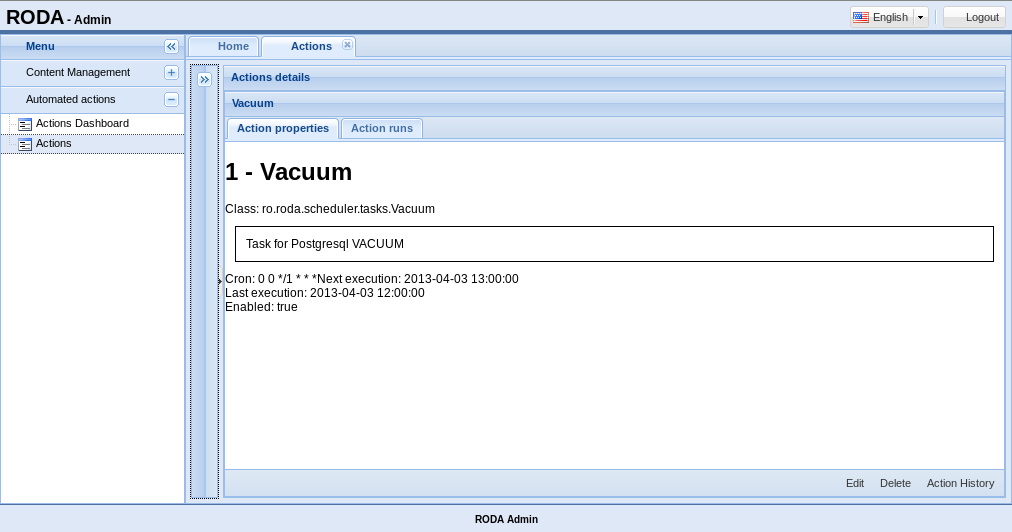 RODA - Admin
English
Logout
Menu
Content Management
Automated actions
Actions Dashboard
Actions
Home
Actions
Actions details
Vacuum
Action properties
Action runs
1 - Vacuum
Class: ro.roda.scheduler.tasks.Vacuum
Task for Postgresql VACUUM
Cron: 0 0 */1 * * *Next execution: 2013-04-03 13:00:00
Last execution: 2013-04-03 12:00:00
Enabled: true
Edit
Delete
Action History
RODA Admin